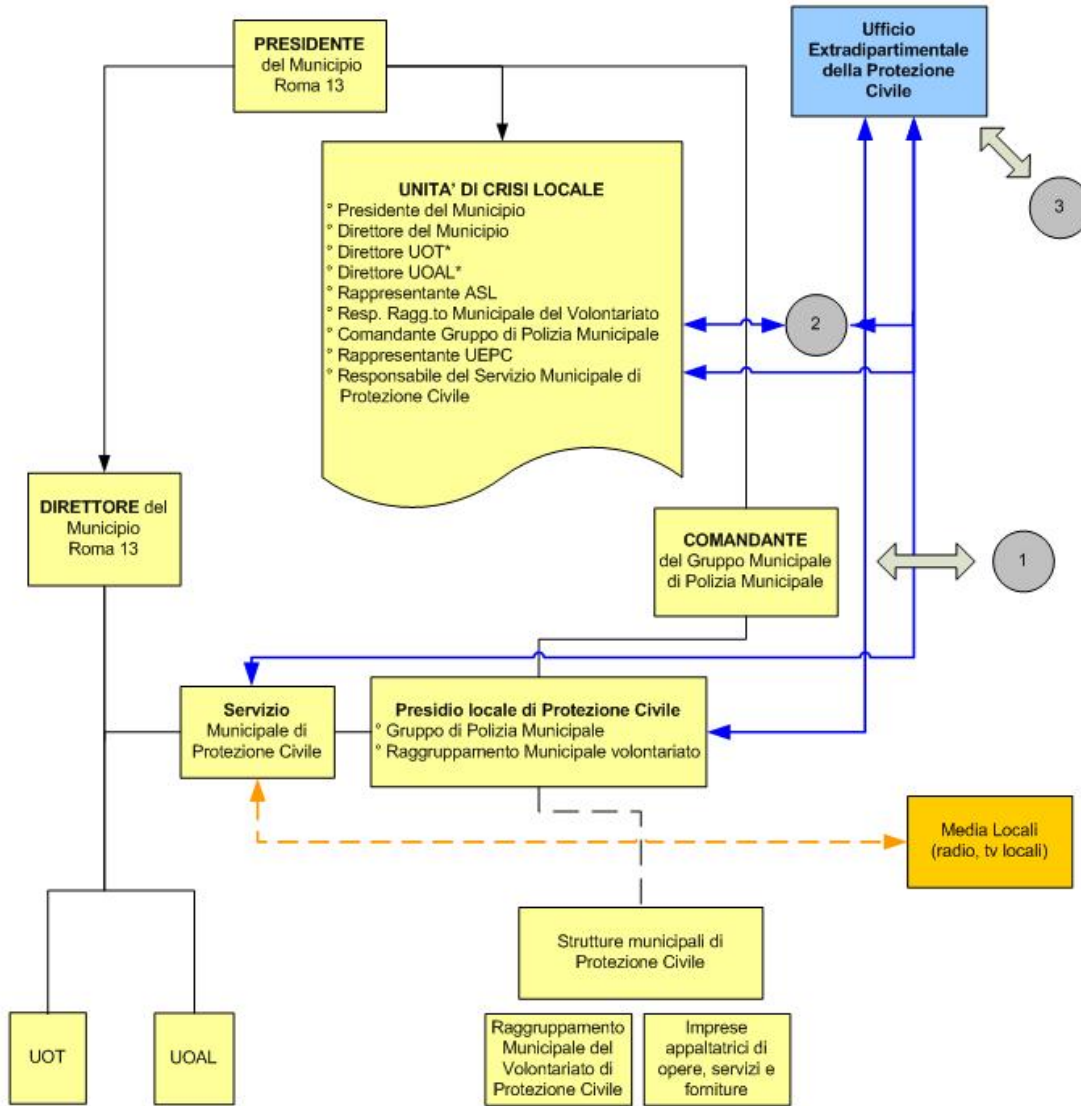 PRESIDENTE
del Municipio
Roma 13
Ufficio
Extradipartimentale
della Protezione
Civile
UNITA' DI CRISI LOCALE
° Presidente del Municipio
° Direttore del Municipio
° Direttore UOT*
° Direttore UOAL*
° Rappresentante ASL
° Resp. Ragg.to Municipale del Volontariato
° Comandante Gruppo di Polizia Municipale
° Rappresentante UEPC
° Responsabile del Servizio Municipale di
Protezione Civile
3
2
DIRETTORE del
Municipio
Roma 13
COMANDANTE
del Gruppo Municipale
di Polizia Municipale
1
Servizio
Municipale di
Protezione Civile
Presidio locale di Protezione Civile
° Gruppo di Polizia Municipale
° Raggruppamento Municipale volontariato
Media Locali
(radio, tv locali)
Strutture municipali di
Protezione Civile
UOT
UOAL
Raggruppamento
Municipale del
Volontariato di
Protezione Civile
Imprese
appaltatrici di
opere, servizi e
forniture